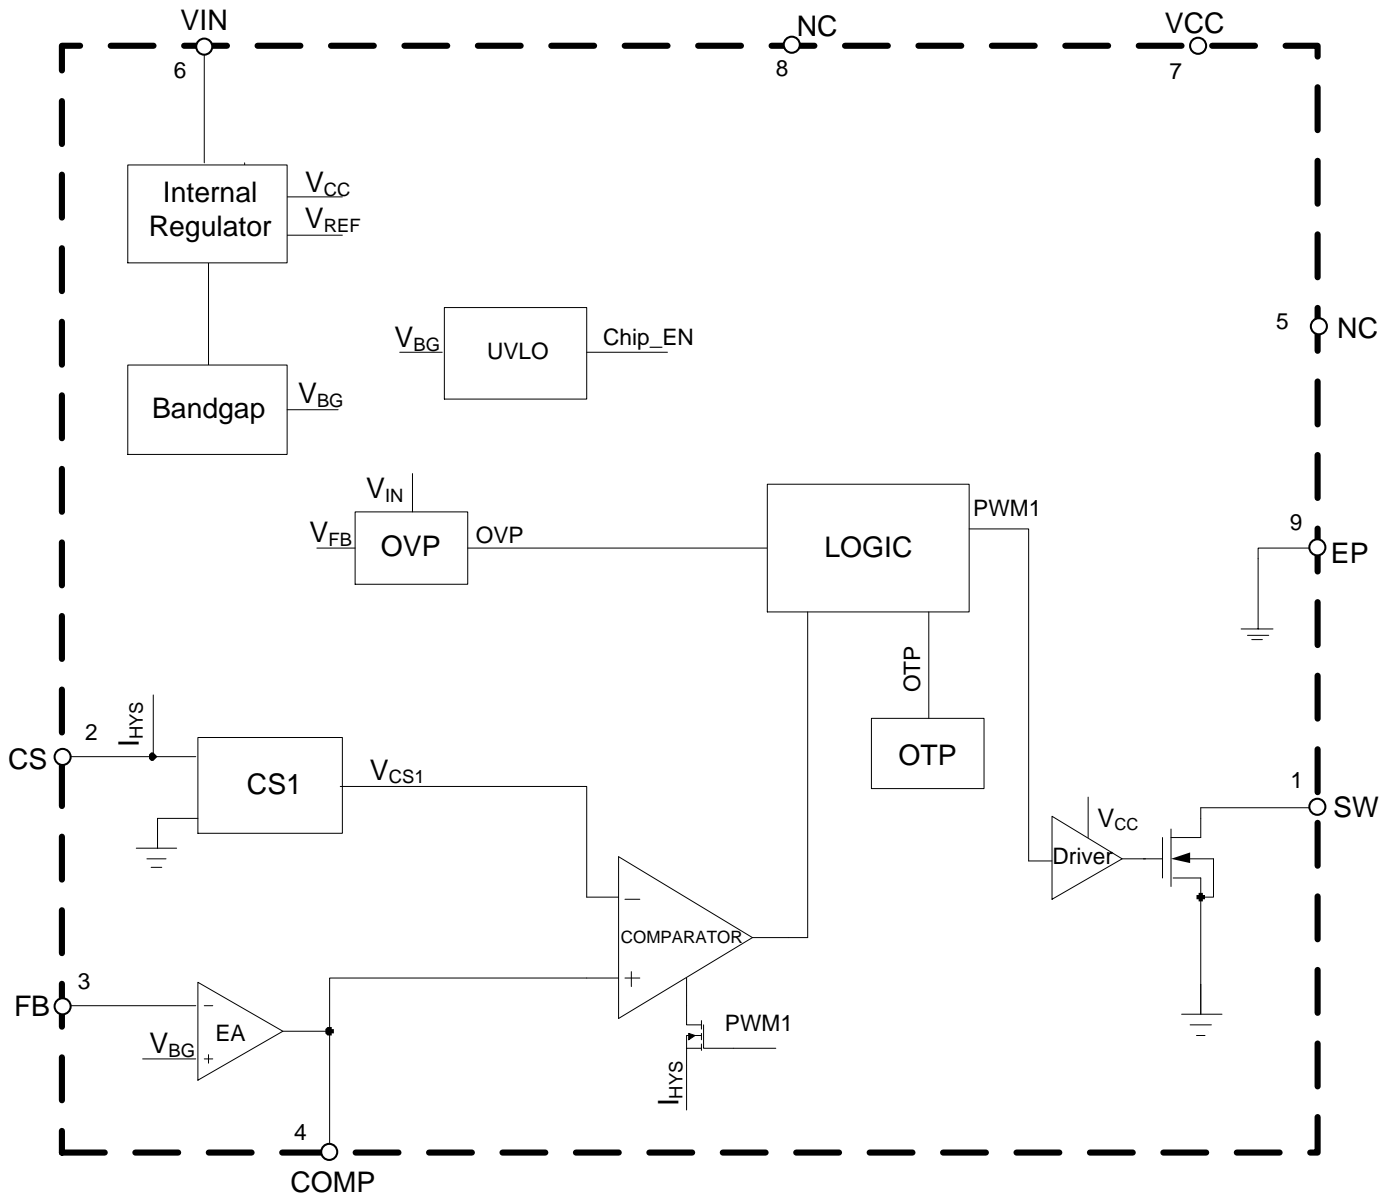 VIN
NC
VCC
6
8
7
Internal
Regulator
VCC
VREF
5
NC
VBG
UVLO
Chip_EN
Bandgap
VBG
VIN
VFB
OVP
OVP
LOGIC
PWM1
9
EP
OTP
OTP
CS
2
IHYS
CS1
VCS1
1
SW
VCC
Driver
−
COMPARATOR
+
FB
3
−
EA
VBG
+
PWM1
IHYS
4
COMP